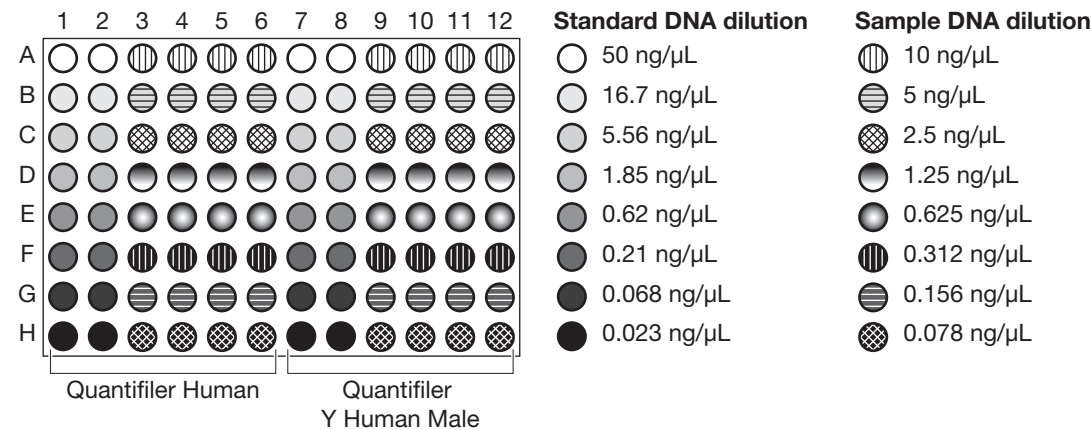 1 2 3 4 5 6 7 8 9 10 11 12
A
B
C
D
E
F
G
H
Quantifiler Human
Quantifiler
Y Human Male
Standard DNA dilution
50 ng/µL
16.7 ng/µL
5.56 ng/µL
1.85 ng/µL
0.62 ng/µL
0.21 ng/µL
0.068 ng/µL
0.023 ng/µL
Sample DNA dilution
10 ng/µL
5 ng/µL
2.5 ng/µL
1.25 ng/µL
0.625 ng/µL
0.312 ng/µL
0.156 ng/µL
0.078 ng/µL